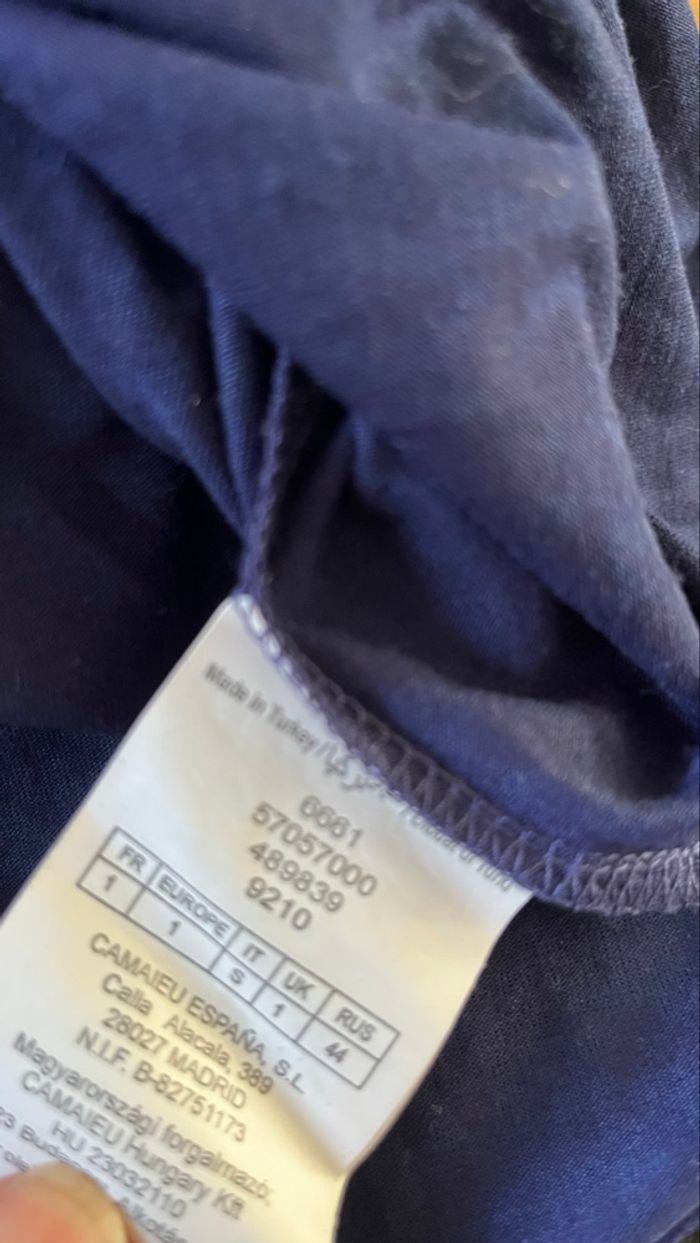 Made in Turkey /
6661
57057000
489839
9210
FR EUROPE IT UK RUS
1 1 S 1 44
CAMAIEU ESPAÑA, S.L
Calla Alacala, 389
28027 MADRID
N.I.F. B-82751173
Magyarországi forgalmazó:
CAMAIEU Hungary Kft
HU 23032110